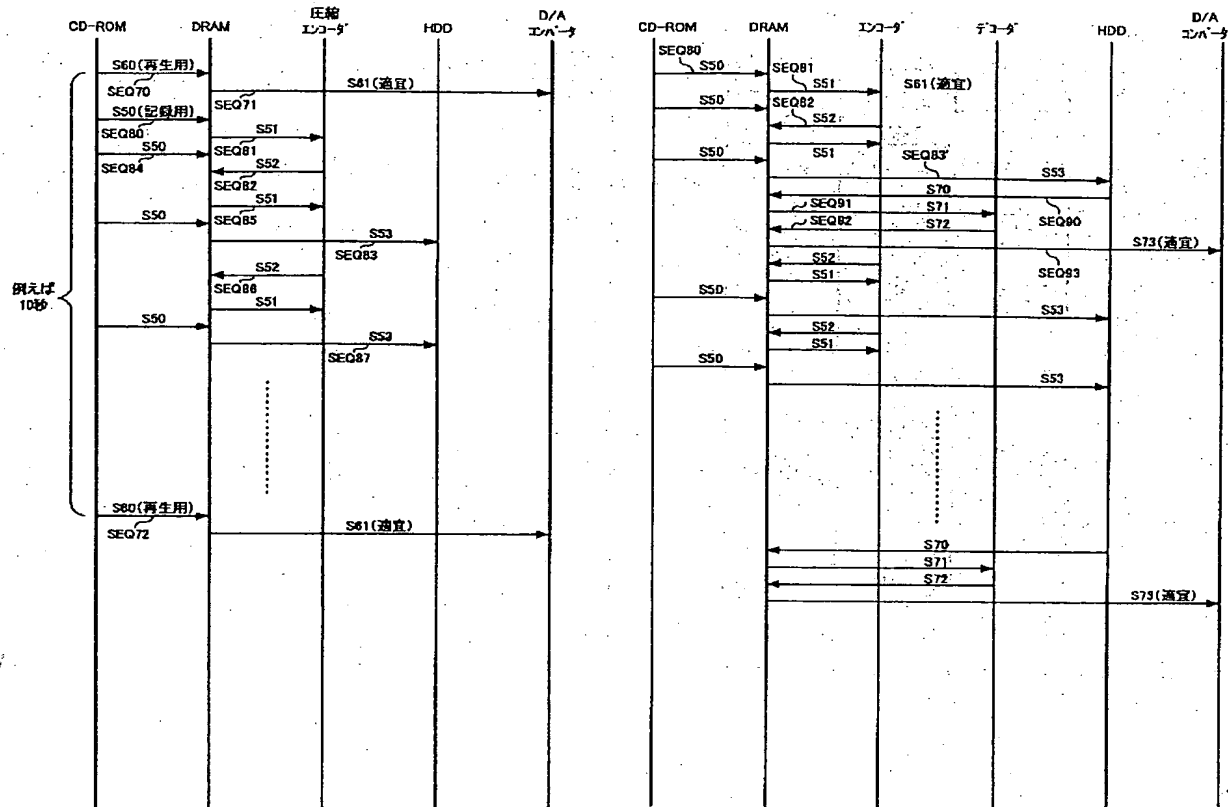 CD-ROM
DRAM
圧縮
エンコーダ
HDD
D/A
コンバータ
S60(再生用)
SEQ70
S61(適宜)
SEQ71
S50(記録用)
SEQ80
S51
SEQ81
S50
SEQ84
S52
SEQ82
S51
SEQ85
S50
S53
SEQ83
S52
SEQ86
S51
S50
S53
SEQ87
例えば
10秒
S60(再生用)
SEQ72
S61(適宜)
CD-ROM
DRAM
エンコーダ
デコーダ
HDD
D/A
コンバータ
SEQ80
S50
SEQ81
S51
S61(適宜)
S50
SEQ82
S52
S51
S50
SEQ83
S53
S70
SEQ90
SEQ91
S71
SEQ92
S72
S73(適宜)
SEQ93
S52
S51
S50
S53
S52
S51
S50
S53
S70
S71
S72
S73(適宜)